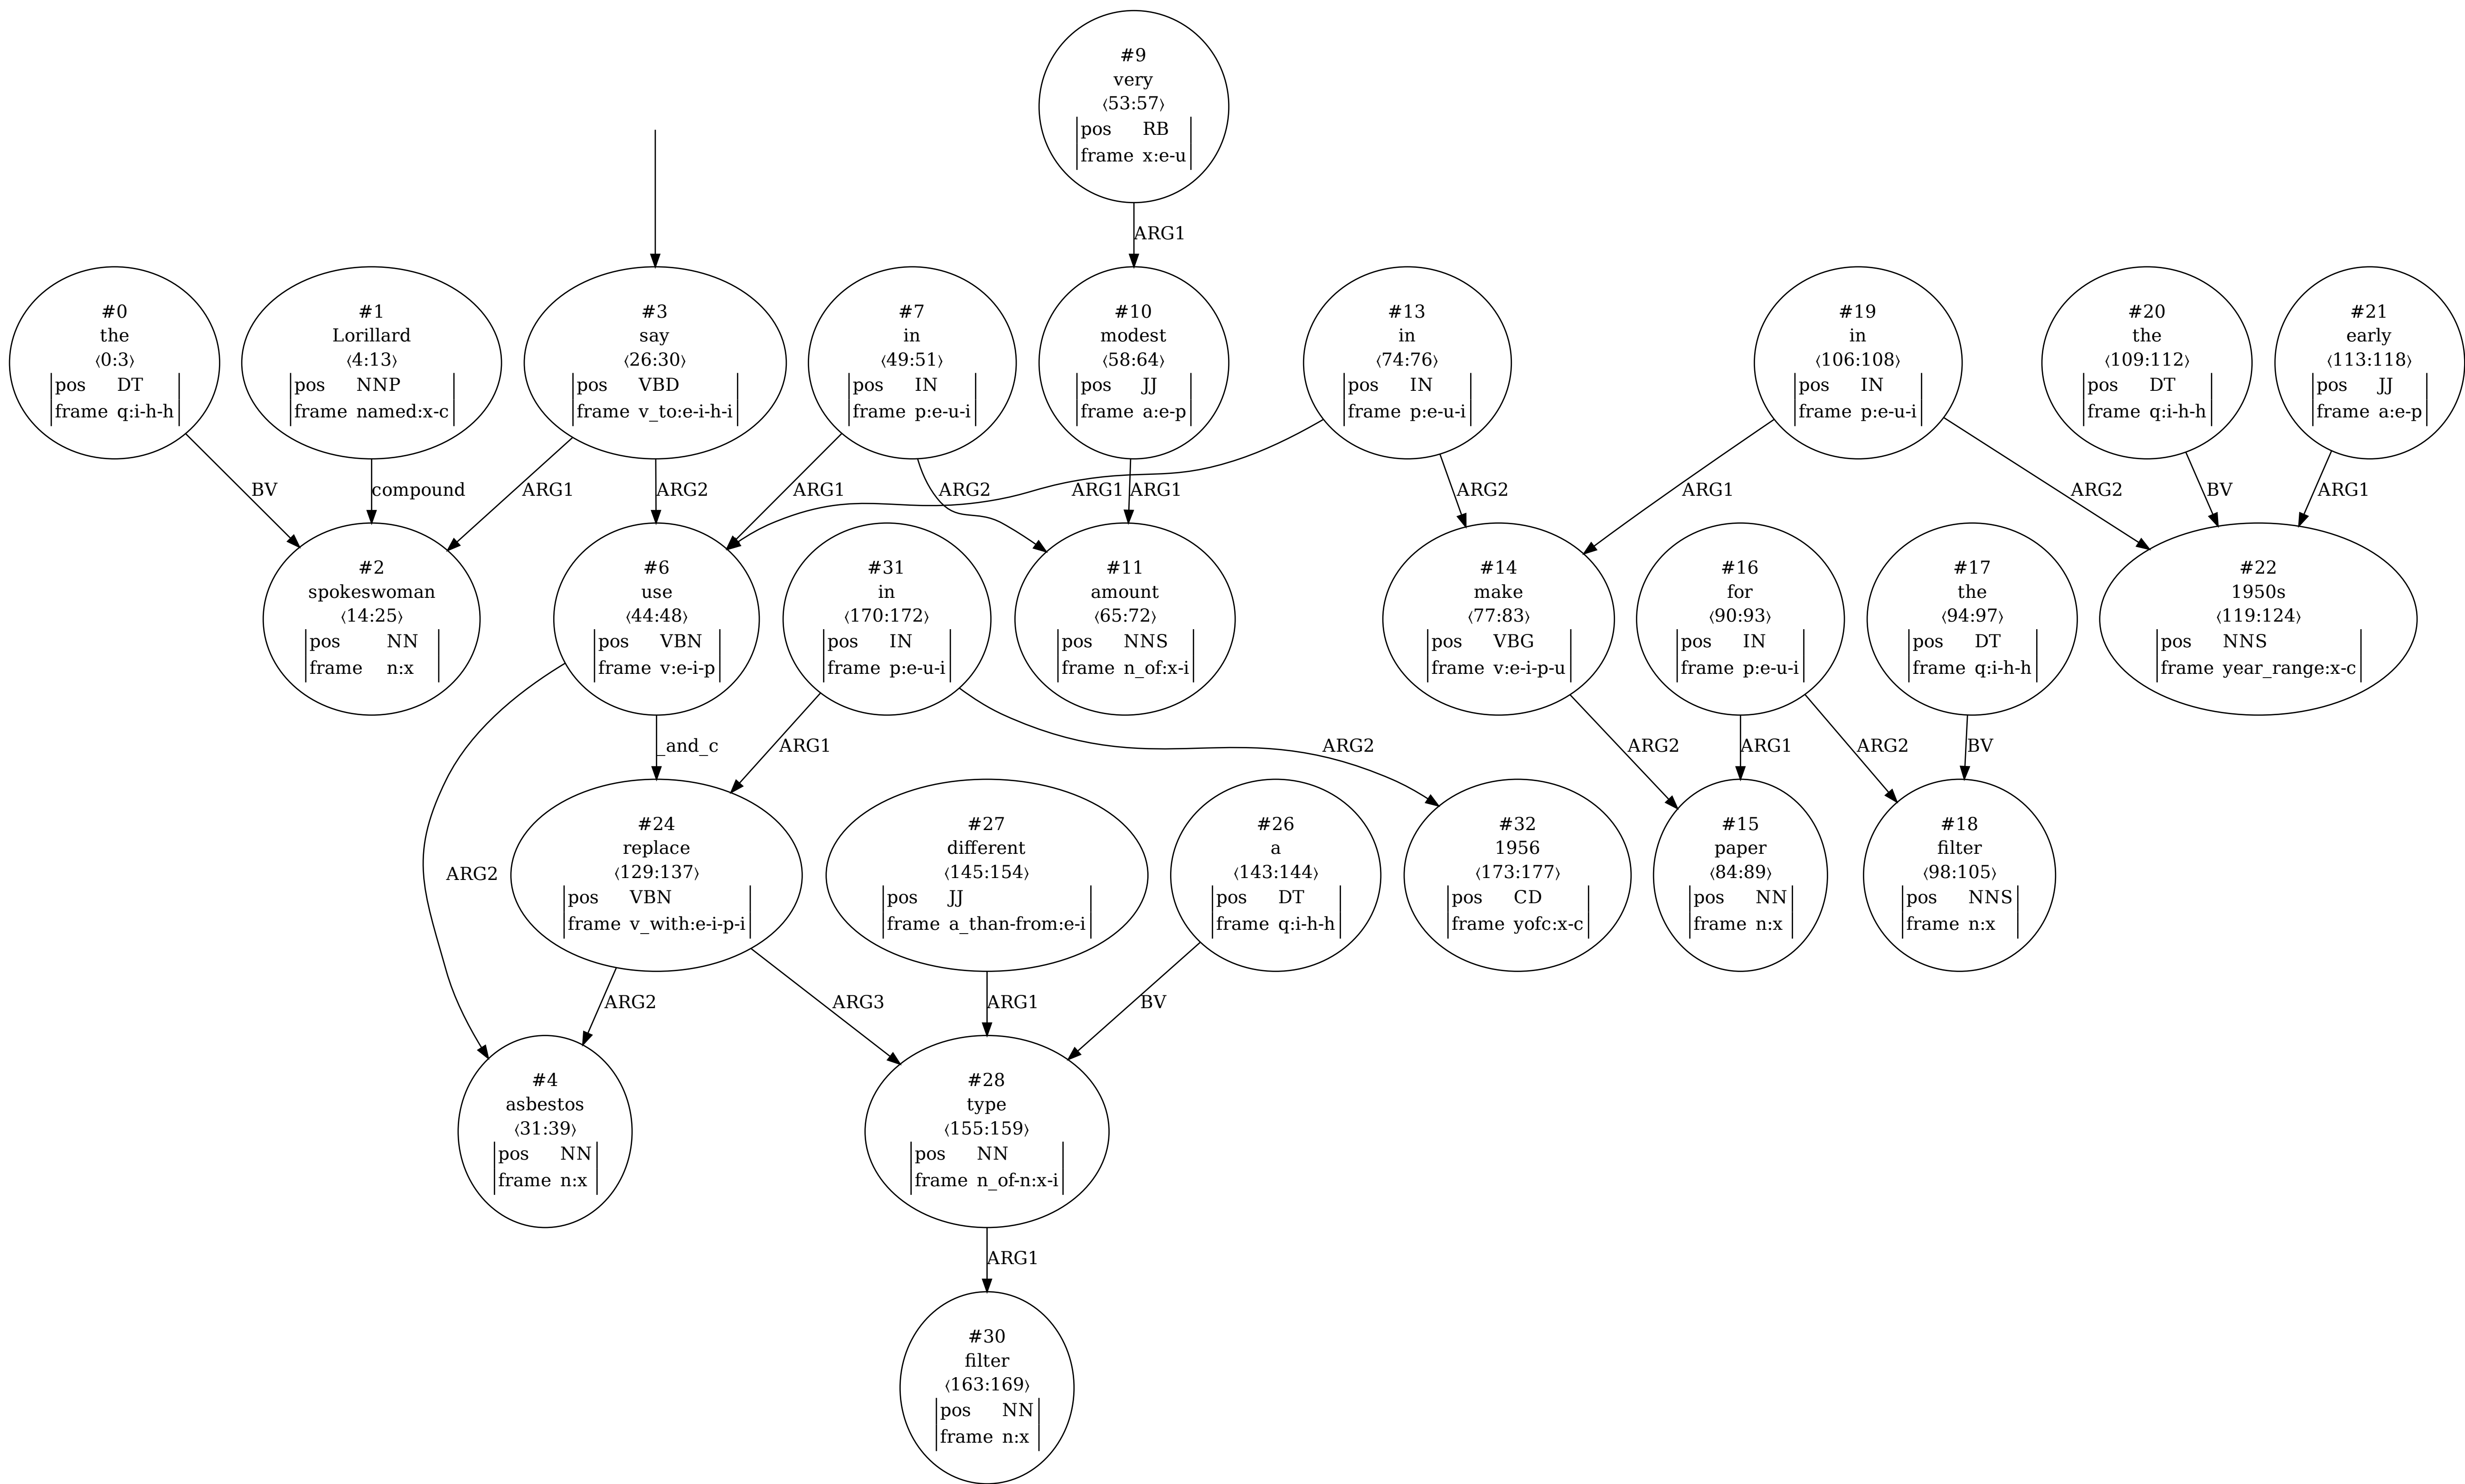 #9
very
⟨53:57⟩
pos RB
frame x:e-u
ARG1
#0
the
⟨0:3⟩
pos DT
frame q:i-h-h
#1
Lorillard
⟨4:13⟩
pos NNP
frame named:x-c
#3
say
⟨26:30⟩
pos VBD
frame v_to:e-i-h-i
#7
in
⟨49:51⟩
pos IN
frame p:e-u-i
#10
modest
⟨58:64⟩
pos JJ
frame a:e-p
#13
in
⟨74:76⟩
pos IN
frame p:e-u-i
#19
in
⟨106:108⟩
pos IN
frame p:e-u-i
#20
the
⟨109:112⟩
pos DT
frame q:i-h-h
#21
early
⟨113:118⟩
pos JJ
frame a:e-p
BV
compound
ARG1
ARG2
ARG1
ARG2
ARG1
ARG1
ARG2
ARG1
ARG2
BV
ARG1
#2
spokeswoman
⟨14:25⟩
pos NN
frame n:x
#6
use
⟨44:48⟩
pos VBN
frame v:e-i-p
#31
in
⟨170:172⟩
pos IN
frame p:e-u-i
#11
amount
⟨65:72⟩
pos NNS
frame n_of:x-i
#14
make
⟨77:83⟩
pos VBG
frame v:e-i-p-u
#16
for
⟨90:93⟩
pos IN
frame p:e-u-i
#17
the
⟨94:97⟩
pos DT
frame q:i-h-h
#22
1950s
⟨119:124⟩
pos NNS
frame year_range:x-c
_and_c
ARG1
ARG2
ARG2
ARG1
ARG2
BV
ARG2
#24
replace
⟨129:137⟩
pos VBN
frame v_with:e-i-p-i
#27
different
⟨145:154⟩
pos JJ
frame a_than-from:e-i
#26
a
⟨143:144⟩
pos DT
frame q:i-h-h
#32
1956
⟨173:177⟩
pos CD
frame yofc:x-c
#15
paper
⟨84:89⟩
pos NN
frame n:x
#18
filter
⟨98:105⟩
pos NNS
frame n:x
ARG2
ARG3
ARG1
BV
#4
asbestos
⟨31:39⟩
pos NN
frame n:x
#28
type
⟨155:159⟩
pos NN
frame n_of-n:x-i
ARG1
#30
filter
⟨163:169⟩
pos NN
frame n:x